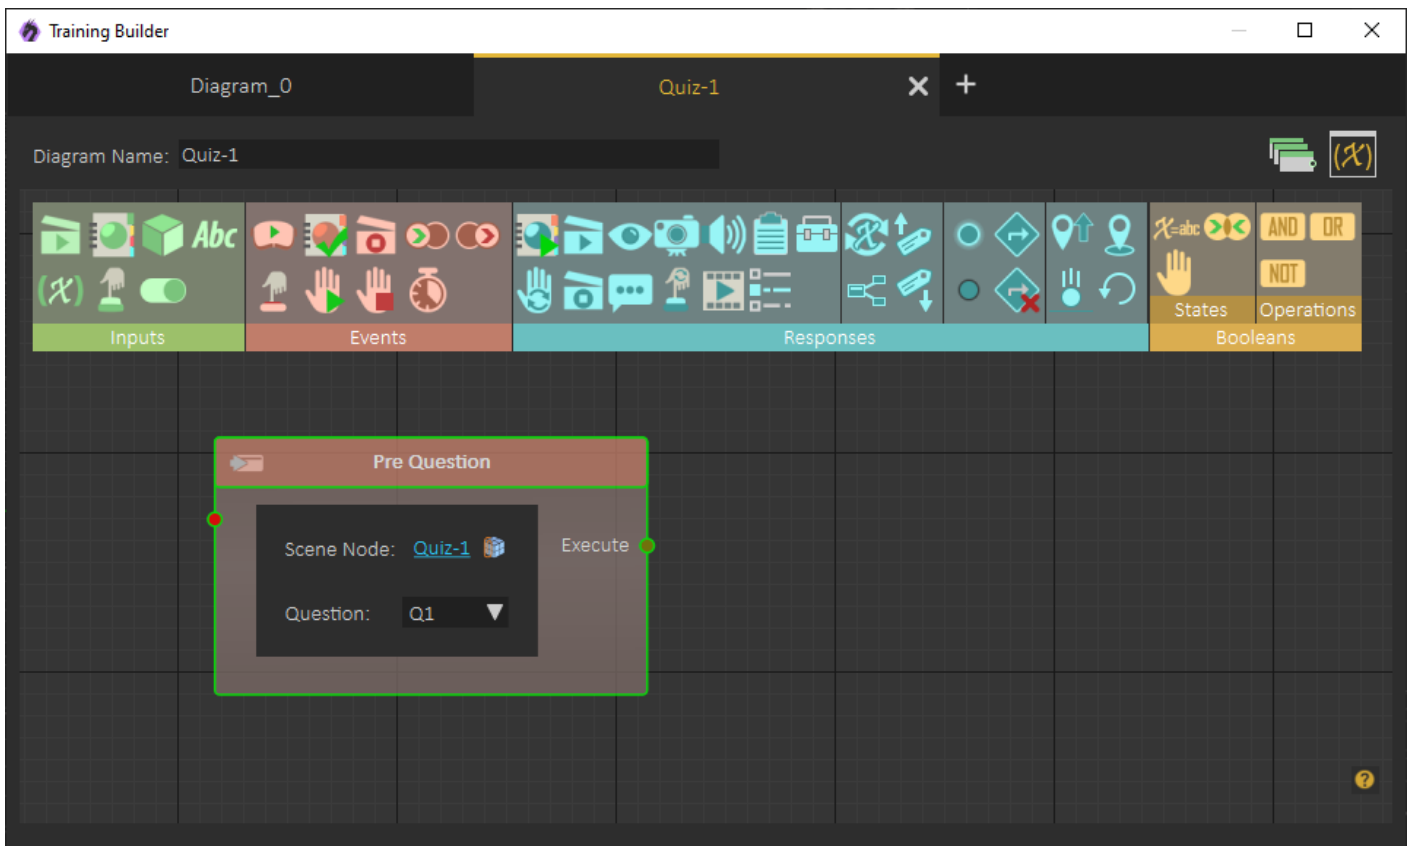 Training Builder
Diagram_0
Quiz-1
Diagram Name: Quiz-1
Abc
(X)
(X)
X=abc
AND
OR
NOT
States
Operations
Inputs
Events
Responses
Booleans
Pre Question
Scene Node: Quiz-1
Execute
Question: Q1
?